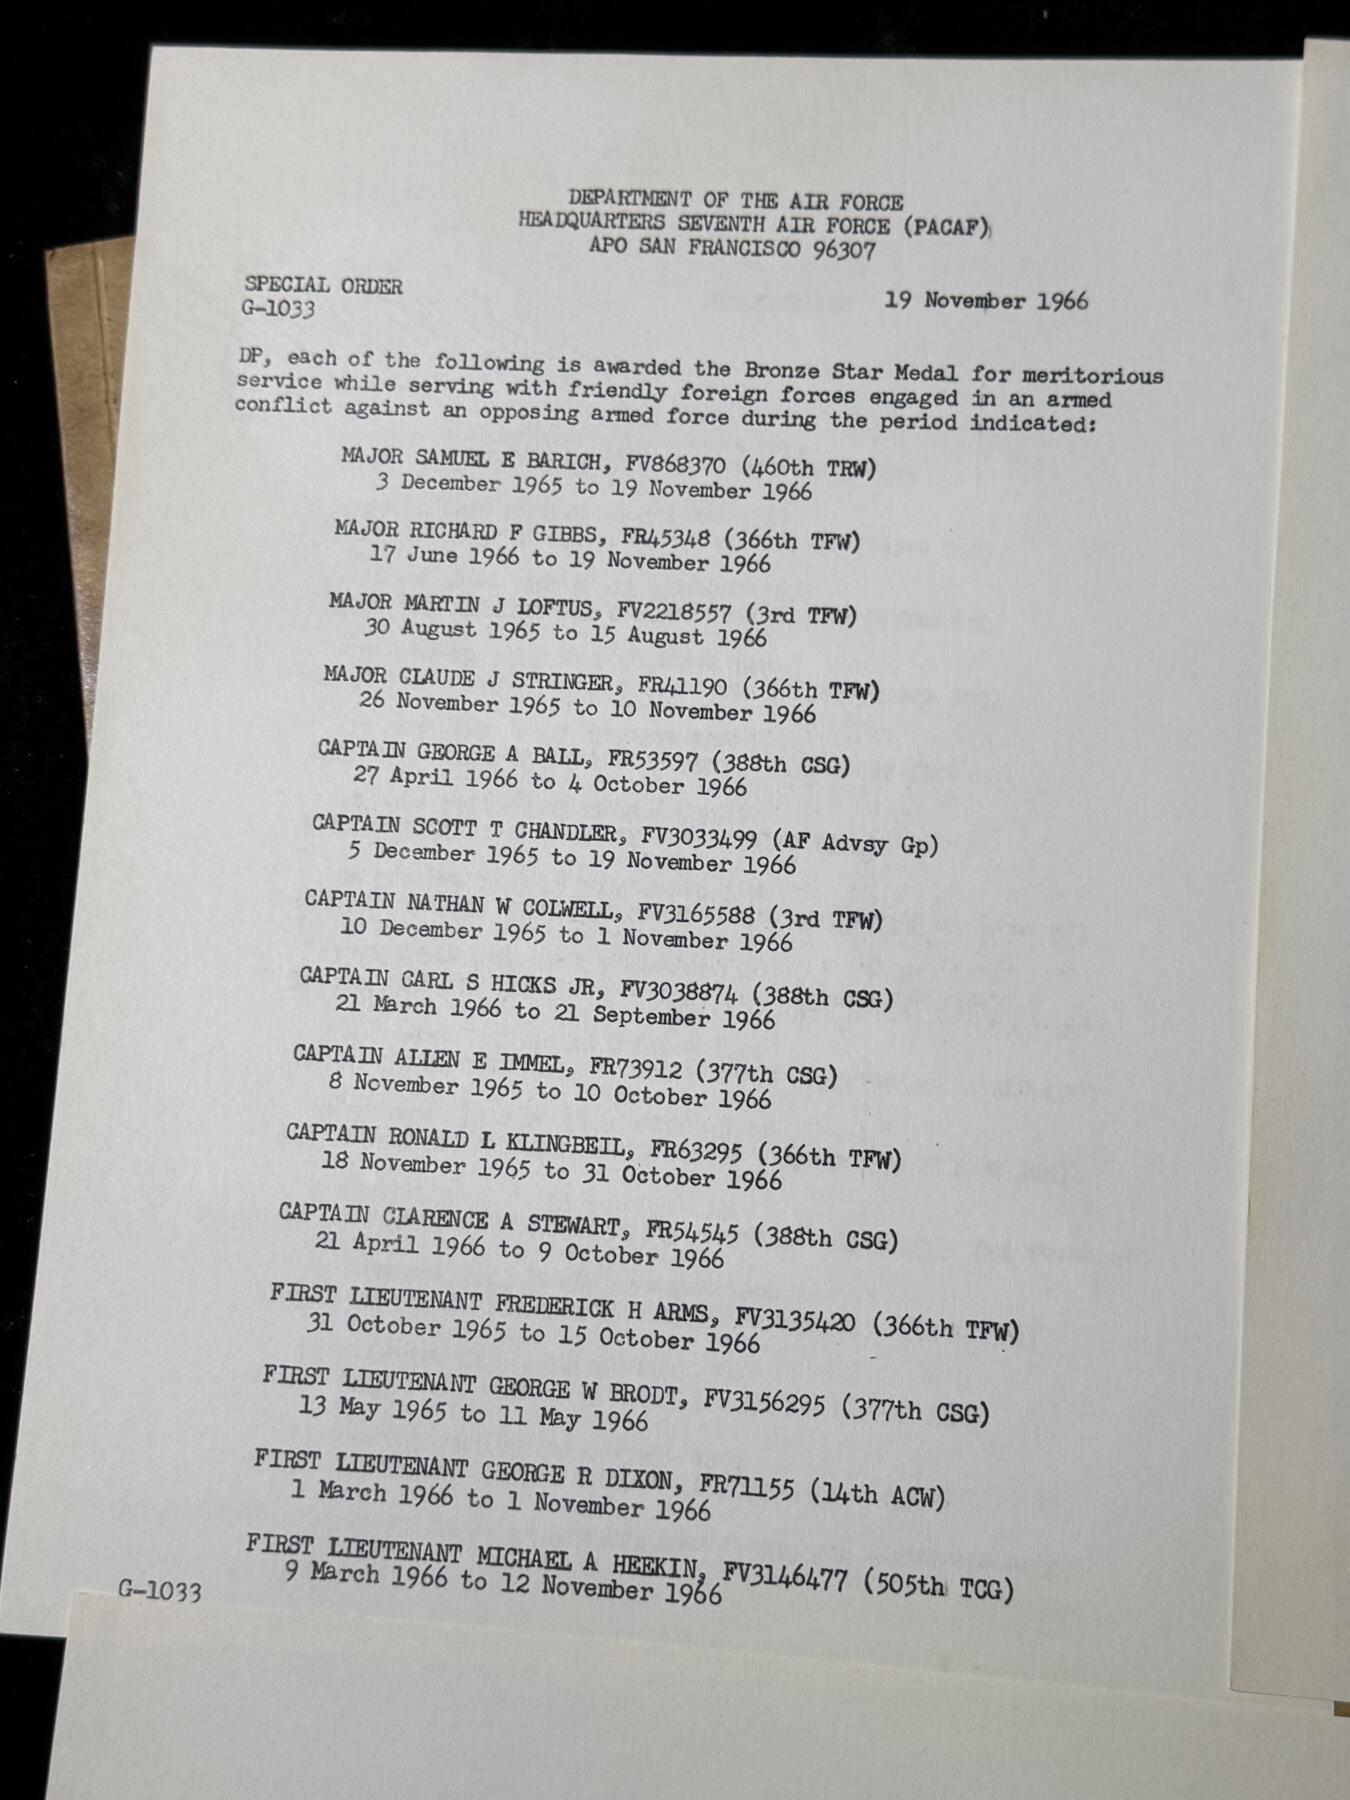 DEPARTMENT OF THE AIR FORCE
HEADQUARTERS SEVENTH AIR FORCE (PACAF)
APO SAN FRANCISCO 96307
SPECIAL ORDER
G-1033
19 November 1966
DP, each of the following is awarded the Bronze Star Medal for meritorious
service while serving with friendly foreign forces engaged in an armed
conflict against an opposing armed force during the period indicated:
MAJOR SAMUEL E BARICH, FV868370 (460th TRW)
3 December 1965 to 19 November 1966
MAJOR RICHARD F GIBBS, FR45348 (366th TFW)
17 June 1966 to 19 November 1966
MAJOR MARTIN J LOFTUS, FV2218557 (3rd TFW)
30 August 1965 to 15 August 1966
MAJOR CLAUDE J STRINGER, FR41190 (366th TFW)
26 November 1965 to 10 November 1966
CAPTAIN GEORGE A BALL, FR53597 (388th CSG)
27 April 1966 to 4 October 1966
CAPTAIN SCOTT T CHANDLER, FV3033499 (AF Advsy Gp)
5 December 1965 to 19 November 1966
CAPTAIN NATHAN W COLWELL, FV3165588 (3rd TFW)
10 December 1965 to 1 November 1966
CAPTAIN CARL S HICKS JR, FV3038874 (388th CSG)
21 March 1966 to 21 September 1966
CAPTAIN ALLEN E IMMEL, FR73912 (377th CSG)
8 November 1965 to 10 October 1966
CAPTAIN RONALD L KLINGBEIL, FR63295 (366th TFW)
18 November 1965 to 31 October 1966
CAPTAIN CLARENCE A STEWART, FR54545 (388th CSG)
21 April 1966 to 9 October 1966
FIRST LIEUTENANT FREDERICK H ARMS, FV3135420 (366th TFW)
31 October 1965 to 15 October 1966
FIRST LIEUTENANT GEORGE W BRODT, FV3156295 (377th CSG)
13 May 1965 to 11 May 1966
FIRST LIEUTENANT GEORGE R DIXON, FR71155 (14th ACW)
1 March 1966 to 1 November 1966
FIRST LIEUTENANT MICHAEL A HEEKIN, FV3146477 (505th TCG)
9 March 1966 to 12 November 1966
G-1033